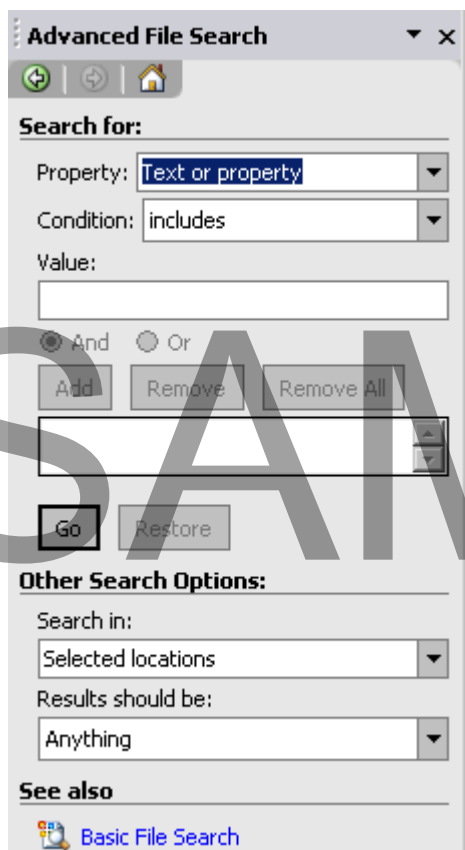 Advanced File Search
Search for:
Property: Text or property
Condition: includes
Value:
And Or
Add Remove Remove All
Go Restore
Other Search Options:
Search in:
Selected locations
Results should be:
Anything
See also
Basic File Search
SAM